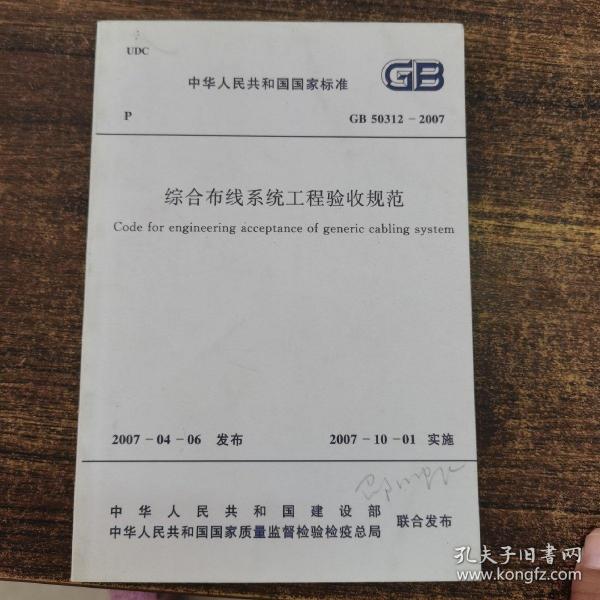 UDC
中华人民共和国国家标准
GB
P
GB 50312－2007
综合布线系统工程验收规范
Code for engineering acceptance of generic cabling system
2007－04－06 发布
2007－10－01 实施
中华人民共和国建设部
中华人民共和国国家质量监督检验检疫总局
联合发布
孔夫子旧书网
www.kongfz.com